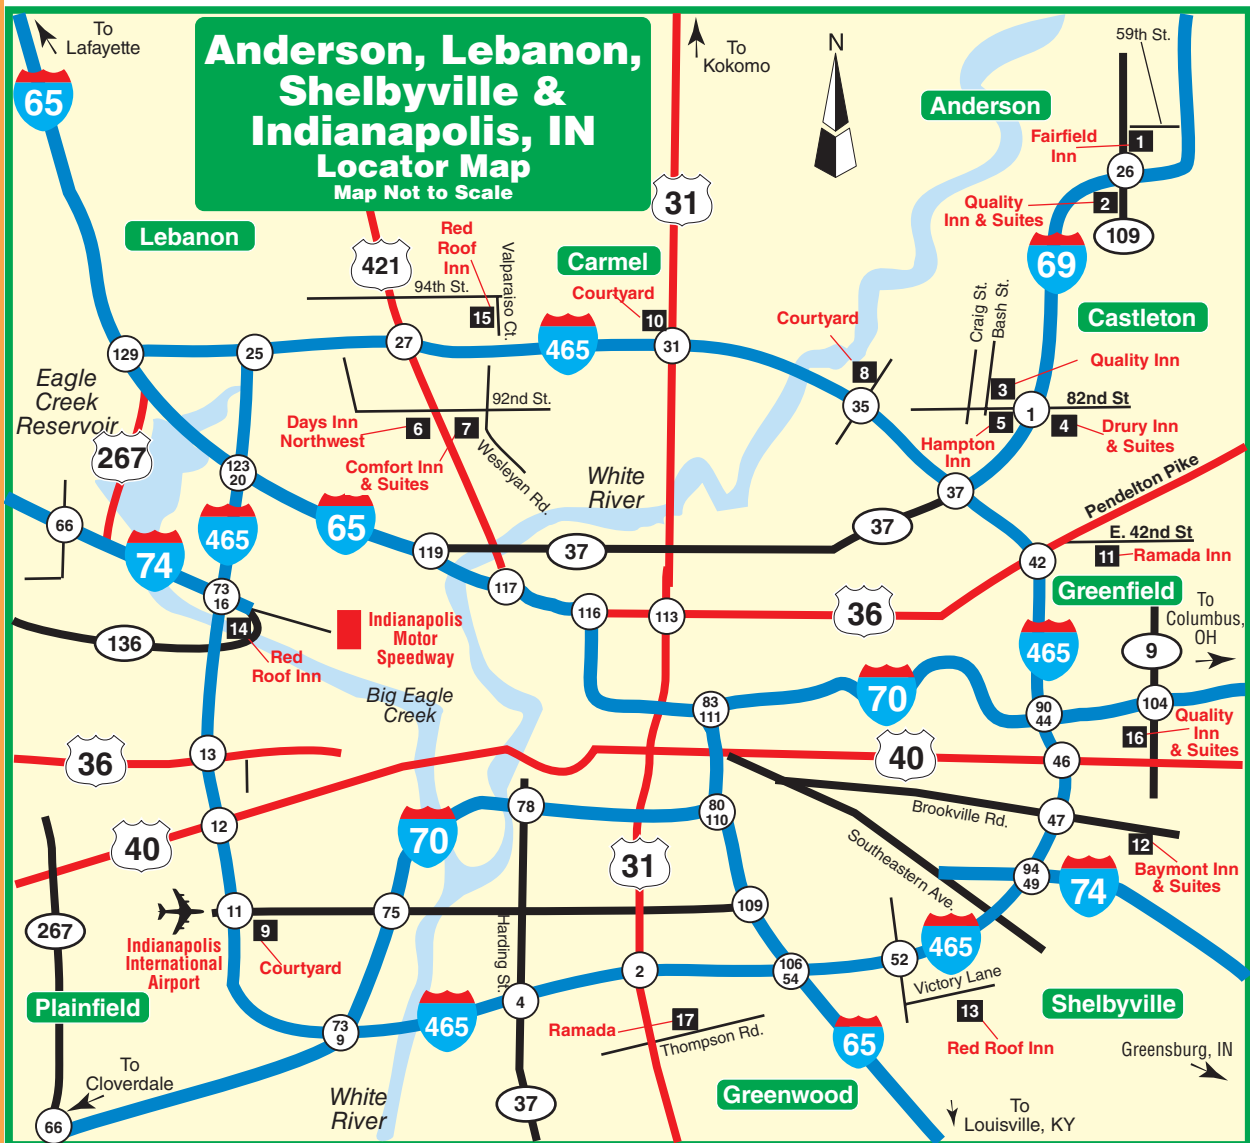 To
Lafayette
65
Anderson, Lebanon,
Shelbyville &
Indianapolis, IN
Locator Map
Map Not to Scale
To
Kokomo
N
59th St.
Anderson
Fairfield
Inn
1
26
Quality
Inn & Suites
2
109
31
69
Lebanon
Red
Roof
Inn
Valparaiso Ct.
421
94th St.
15
Carmel
Courtyard
10
Courtyard
8
Craig St.
Bash St.
Castleton
Quality Inn
3
82nd St
129
25
27
465
31
35
1
5
4
Drury Inn
& Suites
Hampton
Inn
Eagle
Creek
Reservoir
267
92nd St.
Days Inn
Northwest
6
7
Comfort Inn
& Suites
Wesleyan Rd.
White
River
123
20
37
Pendelton Pike
66
74
465
65
119
37
37
E. 42nd St
42
11
Ramada Inn
Greenfield
73
16
117
116
113
36
To
Columbus,
OH
136
14
Red
Roof Inn
Indianapolis
Motor
Speedway
465
9
Big Eagle
Creek
83
111
70
90
44
104
Quality
Inn
& Suites
16
36
13
40
46
12
40
70
78
80
110
Brookville Rd.
47
12
Baymont Inn
& Suites
Southeastern Ave.
31
94
49
74
267
11
9
Indianapolis
International
Airport
Courtyard
75
Harding St.
109
465
52
Victory Lane
13
Red Roof Inn
Shelbyville
Plainfield
2
106
54
4
73
9
465
Ramada
17
Thompson Rd.
65
Greensburg, IN
To
Cloverdale
66
White
River
37
Greenwood
To
Louisville, KY